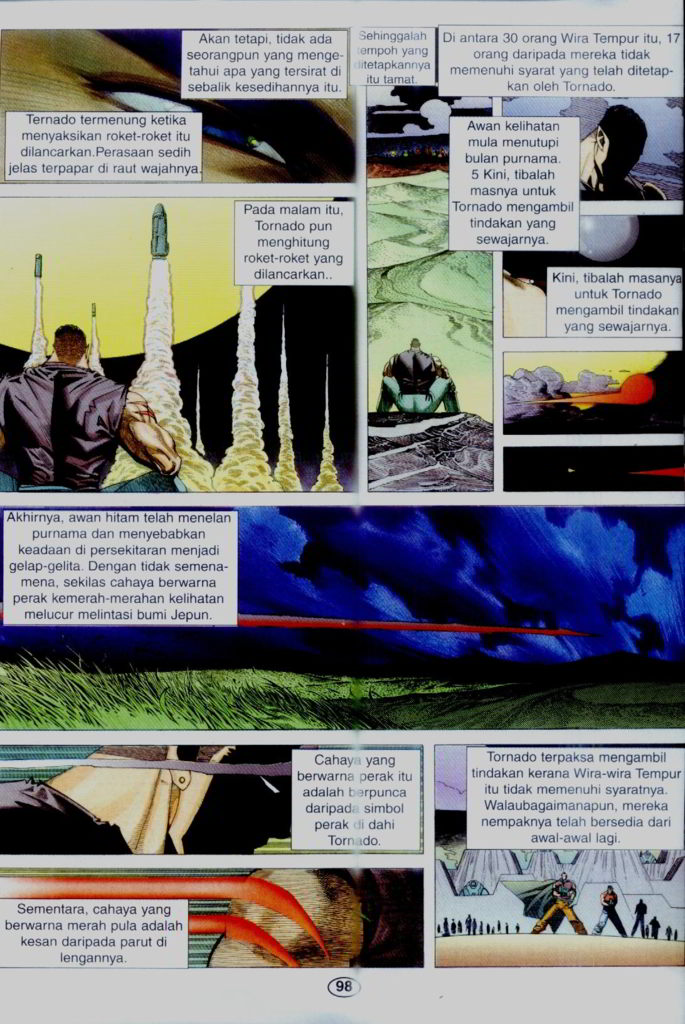 Akan tetapi, tidak ada
seorangpun yang menge-
tahui apa yang tersirat di
sebalik kesedihannya itu.
Ternado termenung ketika
menyaksikan roket-roket itu
dilancarkan.Perasaan sedih
jelas terpapar di raut wajahnya.
Pada malam itu,
Tornado pun
menghitung
roket-roket yang
dilancarkan..
Sehinggalah
tempoh yang
ditetapkannya
itu tamat.
Di antara 30 orang Wira Tempur itu, 17
orang daripada mereka tidak
memenuhi syarat yang telah ditetap-
kan oleh Tornado.
Awan kelihatan
mula menutupi
bulan purnama.
5 Kini, tibalah
masnya untuk
Tornado mengambil
tindakan yang
sewajarnya.
Kini, tibalah masanya
untuk Tornado
mengambil tindakan
yang sewajarnya.
Akhirnya, awan hitam telah menelan
purnama dan menyebabkan
keadaan di persekitaran menjadi
gelap-gelita. Dengan tidak semena-
mena, sekilas cahaya berwarna
perak kemerah-merahan kelihatan
melucur melintasi bumi Jepun.
Cahaya yang
berwarna perak itu
adalah berpunca
daripada simbol
perak di dahi
Tornado.
Sementara, cahaya yang
berwarna merah pula adalah
kesan daripada parut di
lengannya.
Tornado terpaksa mengambil
tindakan kerana Wira-wira Tempur
itu tidak memenuhi syaratnya.
Walaubagaimanapun, mereka
nempaknya telah bersedia dari
awal-awal lagi.
98